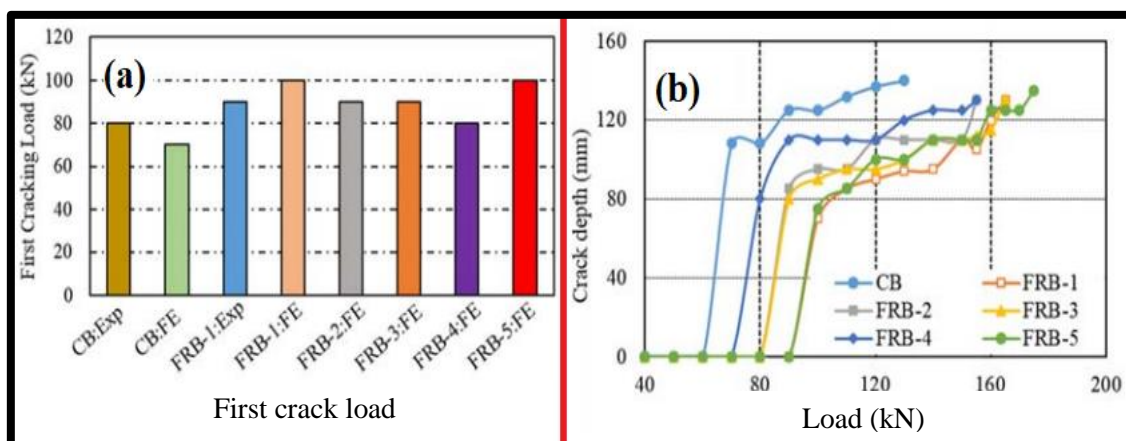 (a)
First Cracking Load (kN)
120
100
80
60
40
20
0
CB:Exp
CB:FE
FRB-1:Exp
FRB-1:FE
FRB-2:FE
FRB-3:FE
FRB-4:FE
FRB-5:FE
First crack load
(b)
Crack depth (mm)
160
120
80
40
0
CB
FRB-1
FRB-2
FRB-3
FRB-4
FRB-5
40
80
120
160
200
Load (kN)